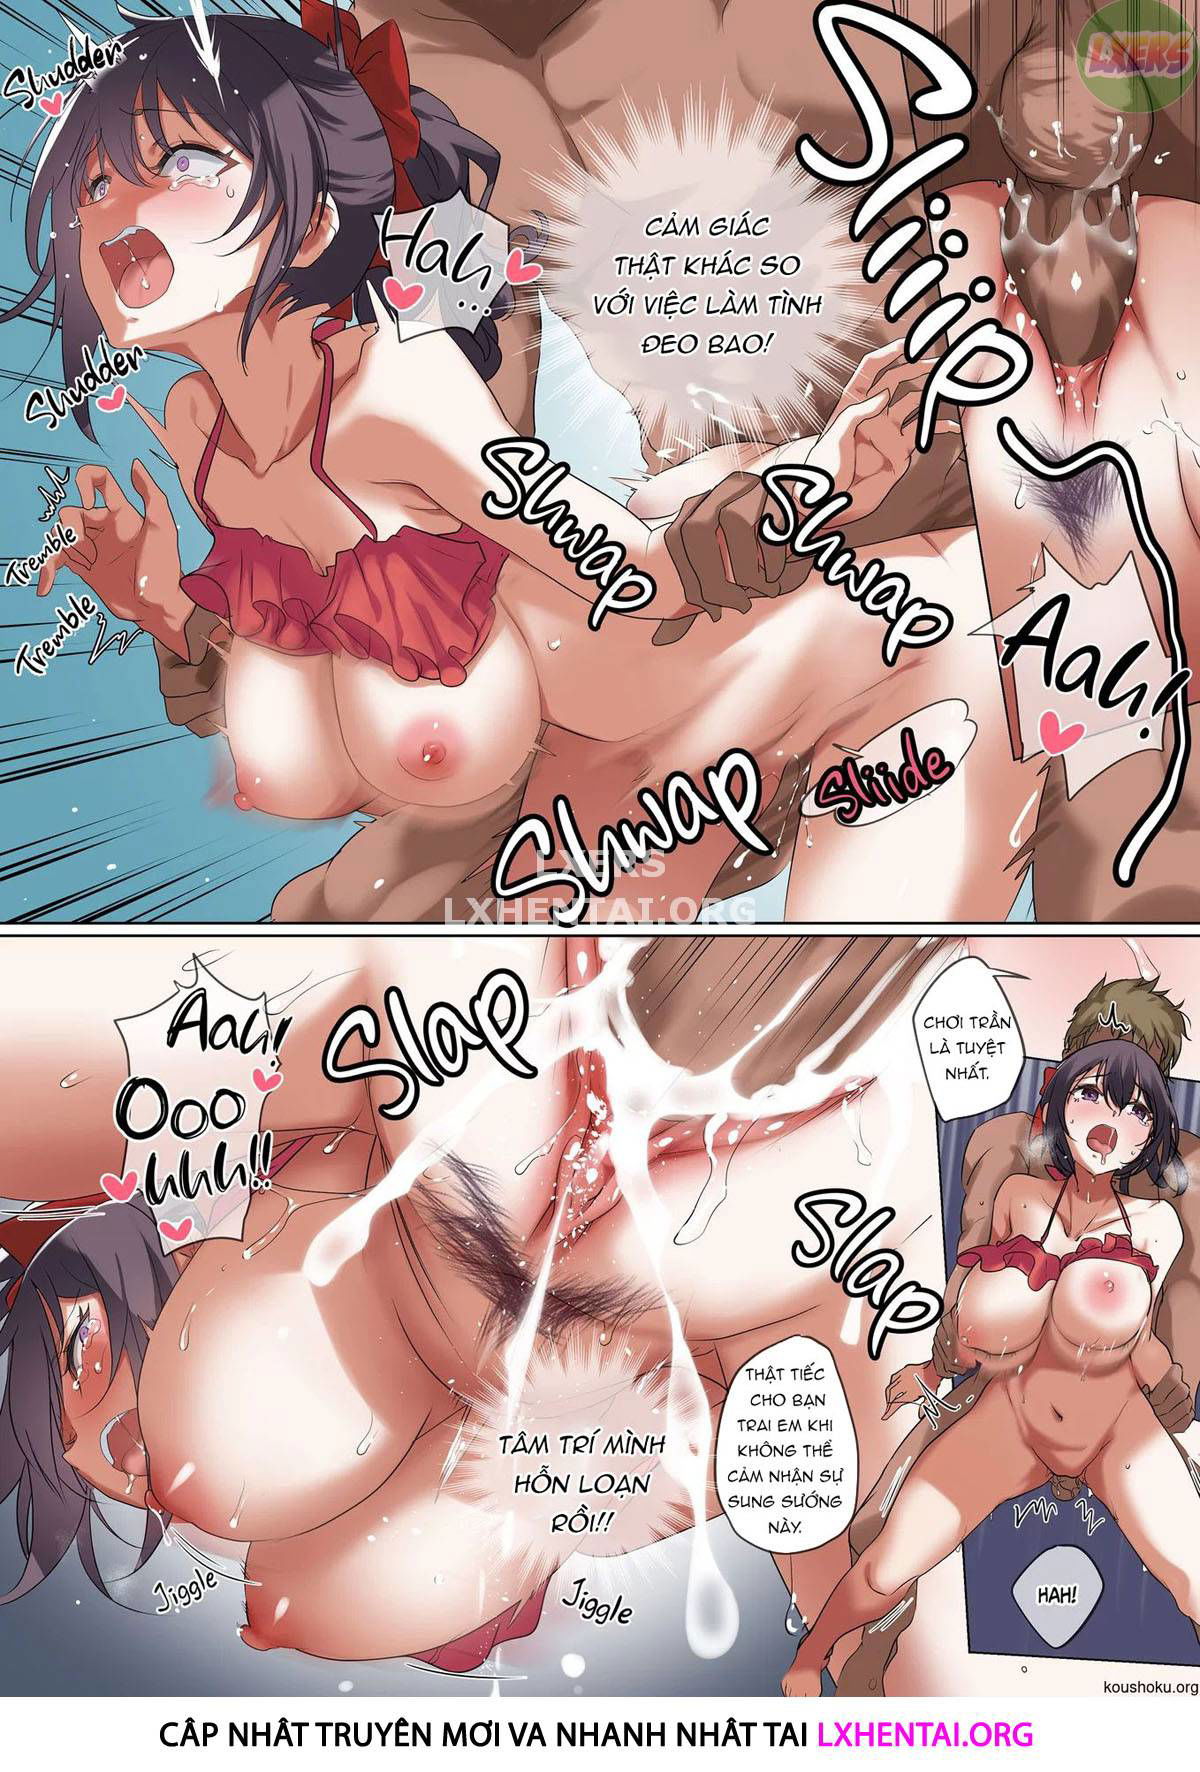 LXERS
Shudder
Sliiip
Hah...
CẢM GIÁC
THẬT KHÁC SO
VỚI VIỆC LÀM TÌNH
ĐEO BAO!
Shudder
Shwap
Shwap
Tremble
Tremble
Aah!
Sliiide
Shwap
LXERS
LXHENTAI.ORG
CHƠI TRẦN
LÀ TUYỆT
NHẤT.
Slap
Aah!
Ooo
hhh!!
Slap
THẬT TIẾC
CHO BẠN
TRAI EM KHI
KHÔNG THỂ
CẢM NHẬN SỰ
SUNG SƯỚNG
NÀY.
TÂM TRÍ MÌNH
HỖN LOẠN
RỒI!!
HAH!
Jiggle
Jiggle
koushoku.org
CẬP NHẬT TRUYỆN MỚI VÀ NHANH NHẤT TẠI LXHENTAI.ORG